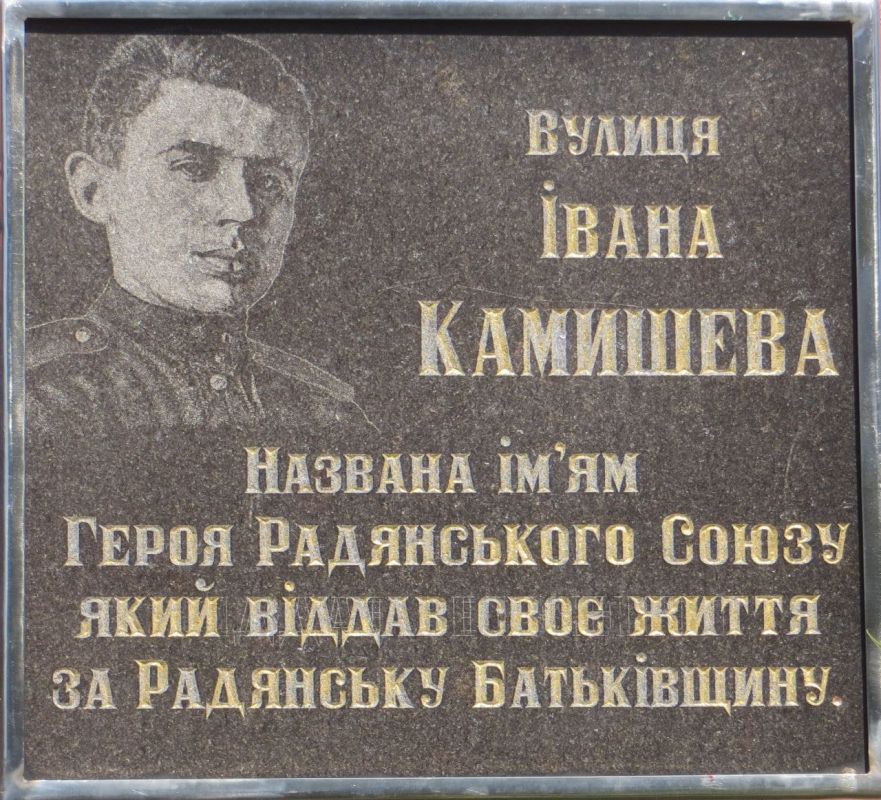 Вулиця
Івана
Камишева
Названа ім'ям
Героя Радянського Союзу
який віддав своє життя
за Радянську Батьківщину.